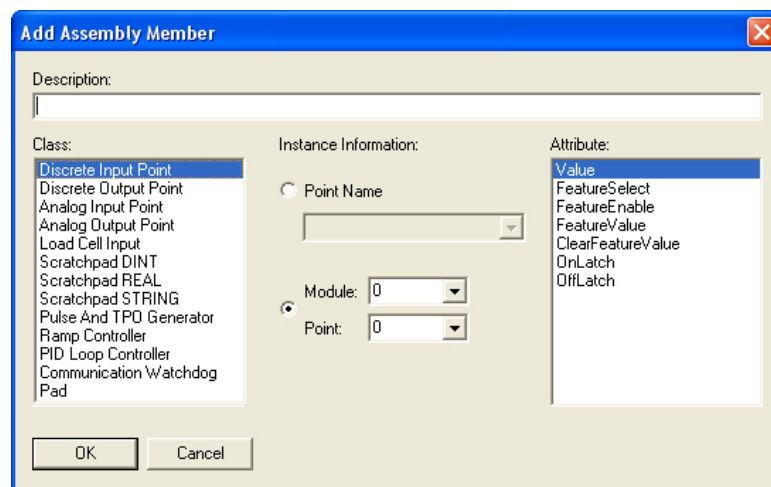 Add Assembly Member
Description:
Class:
Discrete Input Point
Discrete Output Point
Analog Input Point
Analog Output Point
Load Cell Input
Scratchpad DINT
Scratchpad REAL
Scratchpad STRING
Pulse And TPO Generator
Ramp Controller
PID Loop Controller
Communication Watchdog
Pad
Instance Information:
Point Name
Module: 0
Point: 0
Attribute:
Value
FeatureSelect
FeatureEnable
FeatureValue
ClearFeatureValue
OnLatch
OffLatch
OK
Cancel